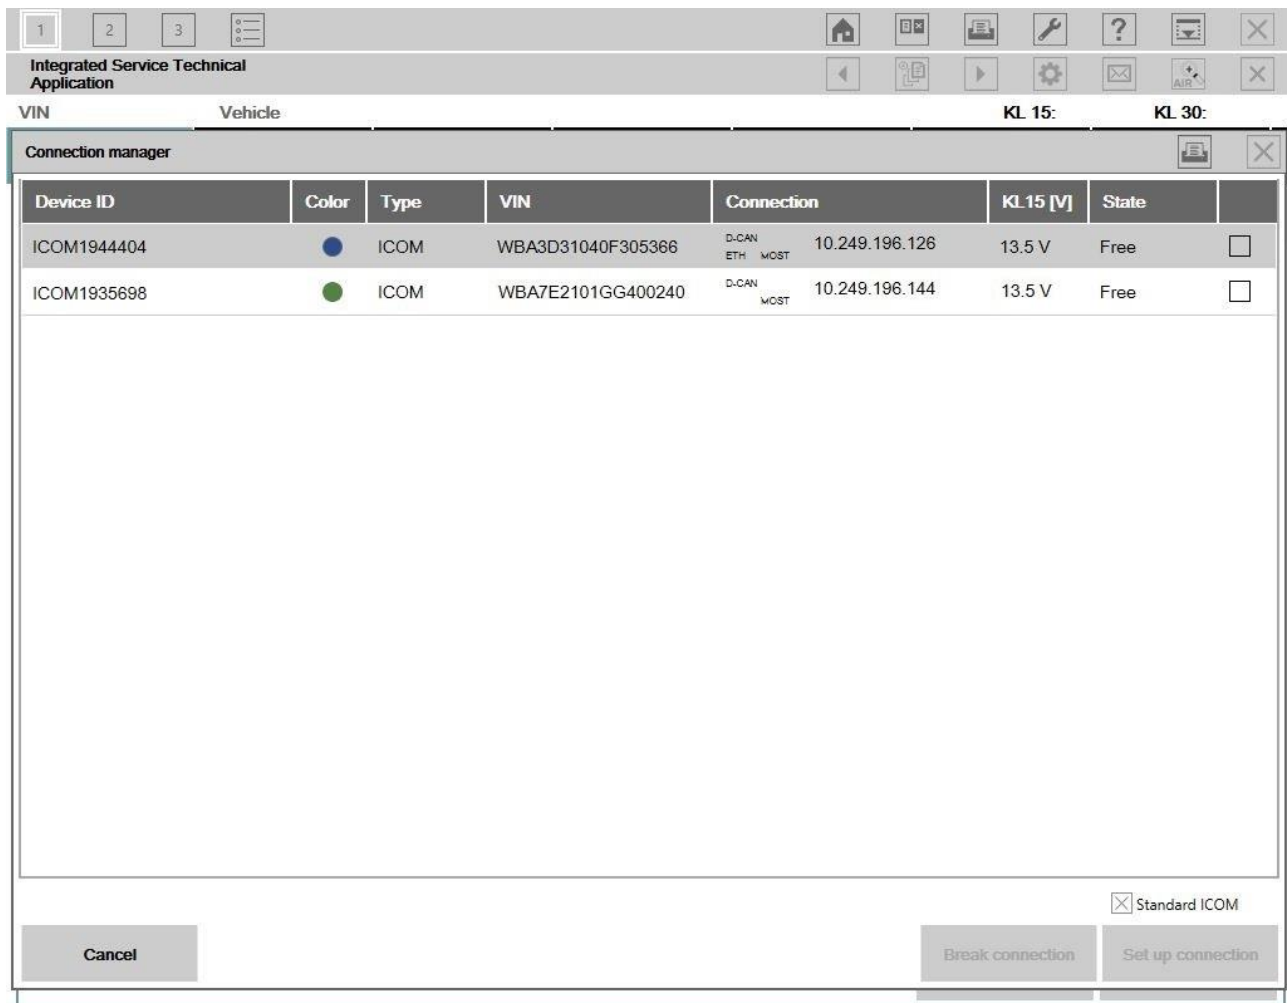 1 2 3
?
Integrated Service Technical
Application
AIR
VIN Vehicle KL 15: KL 30:
Connection manager
Device ID Color Type VIN Connection KL15 [V] State
ICOM1944404 ICOM WBA3D31040F305366 D-CAN 10.249.196.126 13.5 V Free
ETH MOST
ICOM1935698 ICOM WBA7E2101GG400240 D-CAN 10.249.196.144 13.5 V Free
MOST
Standard ICOM
Cancel Break connection Set up connection